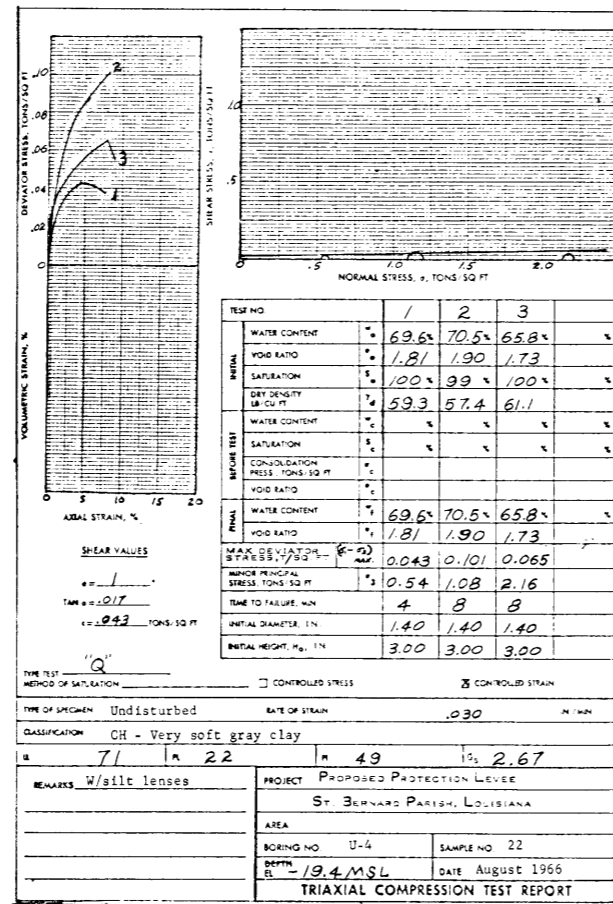 DEVIATOR STRESS, TONS/SQ FT
.10
.08
.06
.04
.02
0
2
3
1
VOLUMETRIC STRAIN, %
0 5 10 15 20
AXIAL STRAIN, %
SHEAR STRESS, τ, TONS/SQ FT
1.0
.5
0 .5 1.0 1.5 2.0
NORMAL STRESS, σ, TONS/SQ FT
SHEAR VALUES
ø = 1 °
TAN ø = .017
c = .043 TONS/SQ FT
TEST NO. 1 2 3
INITIAL
WATER CONTENT w o 69.6% 70.5% 65.8% %
VOID RATIO e o 1.81 1.90 1.73
SATURATION S o 100% 99% 100% %
DRY DENSITY LB/CU FT γ d 59.3 57.4 61.1
BEFORE TEST
WATER CONTENT w c % % % %
SATURATION S c % % % %
CONSOLIDATION PRESS., TONS/SQ FT σ c
VOID RATIO e c
FINAL
WATER CONTENT w f 69.6% 70.5% 65.8% %
VOID RATIO e f 1.81 1.90 1.73
MAX DEVIATOR STRESS, T/SQ FT (σ1-σ3) MAX. 0.043 0.101 0.065
MINOR PRINCIPAL STRESS, TONS/SQ FT σ 3 0.54 1.08 2.16
TIME TO FAILURE, MIN 4 8 8
INITIAL DIAMETER, IN. 1.40 1.40 1.40
INITIAL HEIGHT, H₀, IN 3.00 3.00 3.00
TYPE TEST "Q"
METHOD OF SATURATION CONTROLLED STRESS X CONTROLLED STRAIN
TYPE OF SPECIMEN Undisturbed RATE OF STRAIN .030 IN/MIN
CLASSIFICATION CH - Very soft gray clay
LL 71 PL 22 PI 49 Gs 2.67
REMARKS W/silt lenses
PROJECT PROPOSED PROTECTION LEVEE
ST. BERNARD PARISH, LOUISIANA
AREA
BORING NO. U-4 SAMPLE NO. 22
DEPTH EL -19.4 MSL DATE August 1966
TRIAXIAL COMPRESSION TEST REPORT